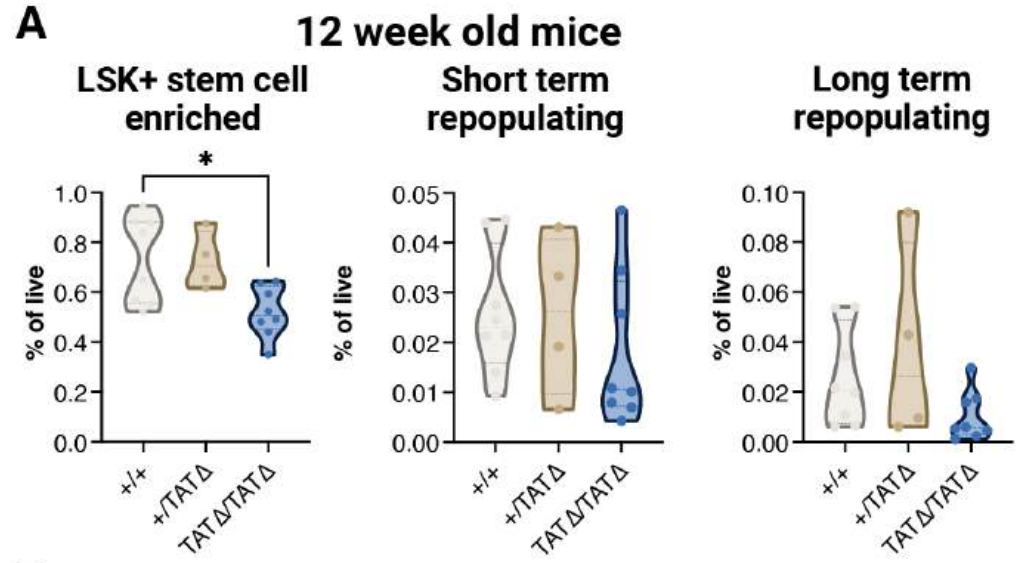 A
12 week old mice
LSK+ stem cell
enriched
Short term
repopulating
Long term
repopulating
*
% of live
1.0
0.8
0.6
0.4
0.2
0.0
+/+
+/TATΔ
TATΔ/TATΔ
% of live
0.05
0.04
0.03
0.02
0.01
0.00
+/+
+/TATΔ
TATΔ/TATΔ
% of live
0.10
0.08
0.06
0.04
0.02
0.00
+/+
+/TATΔ
TATΔ/TATΔ